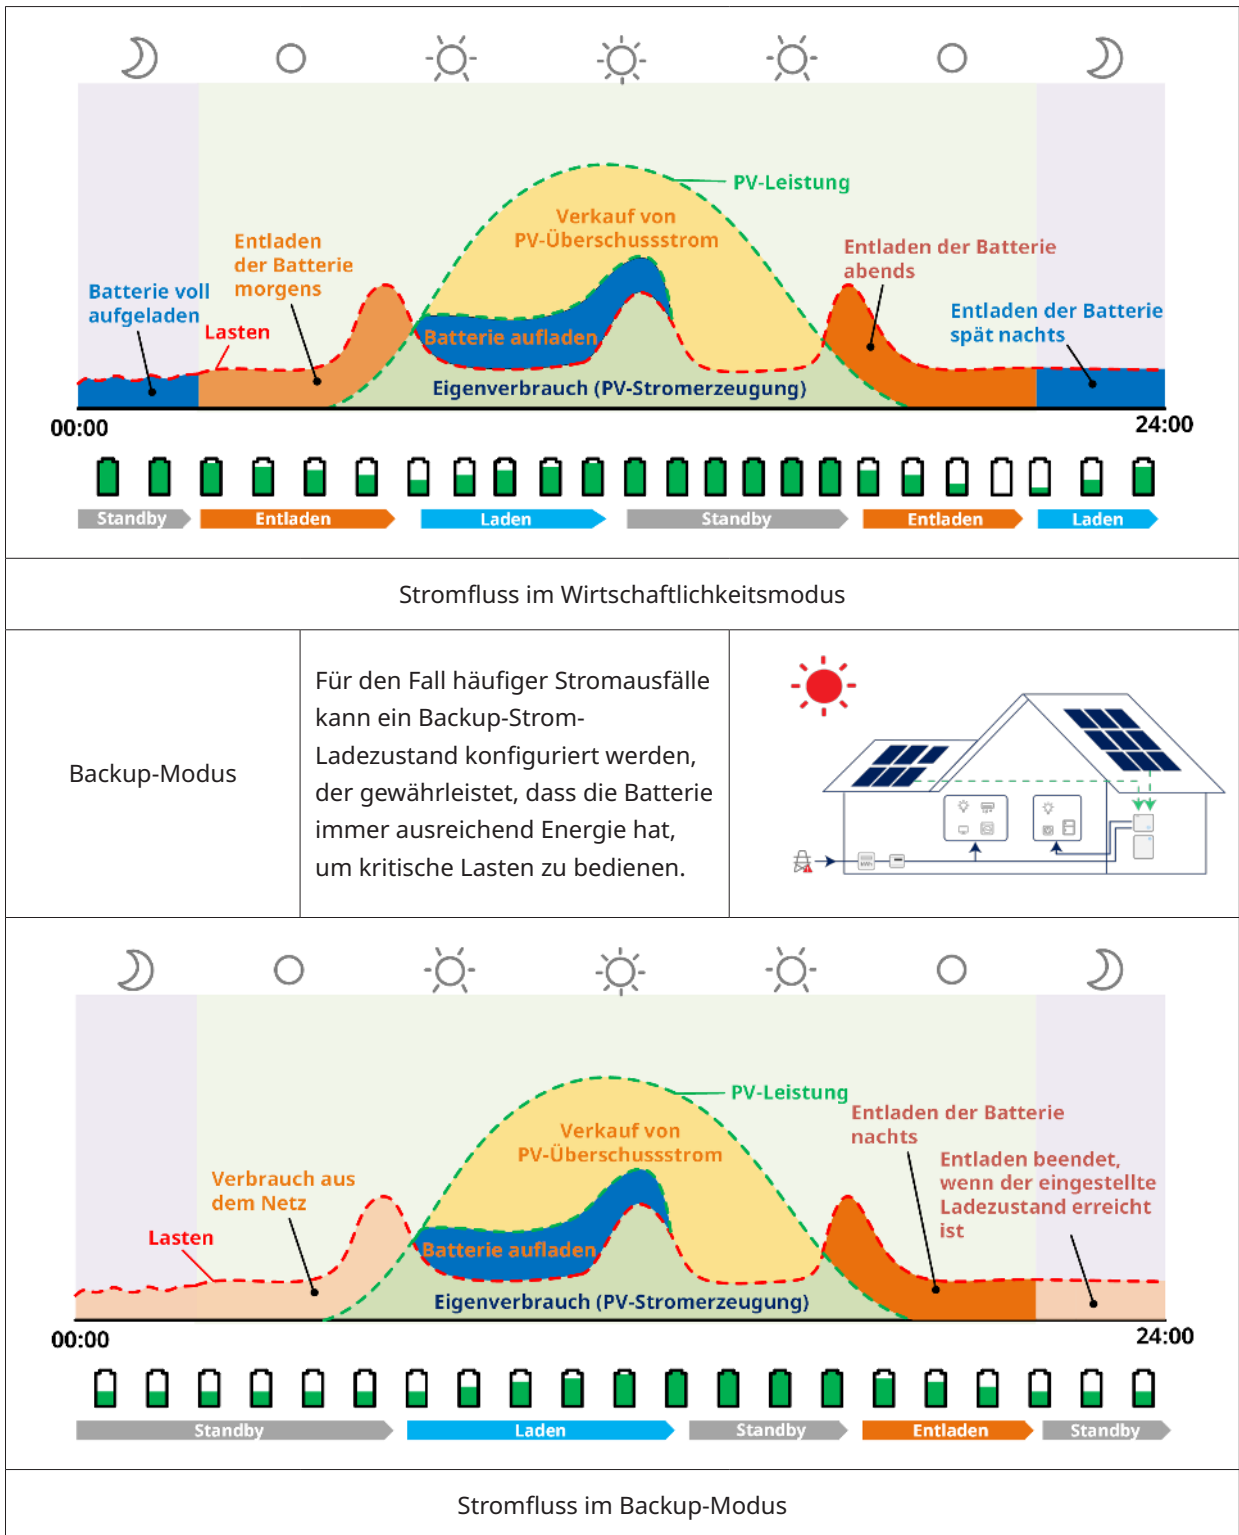 PV-Leistung
Verkauf von
PV-Überschussstrom
Entladen
der Batterie
morgens
Entladen der Batterie
abends
Batterie voll
aufgeladen
Lasten
Entladen der Batterie
spät nachts
Batterie aufladen
Eigenverbrauch (PV-Stromerzeugung)
00:00
24:00
Standby
Entladen
Laden
Standby
Entladen
Laden
Stromfluss im Wirtschaftlichkeitsmodus
Backup-Modus
Für den Fall häufiger Stromausfälle
kann ein Backup-Strom-
Ladezustand konfiguriert werden,
der gewährleistet, dass die Batterie
immer ausreichend Energie hat,
um kritische Lasten zu bedienen.
PV-Leistung
Verkauf von
PV-Überschussstrom
Entladen der Batterie
nachts
Entladen beendet,
wenn der eingestellte
Ladezustand erreicht
ist
Verbrauch aus
dem Netz
Lasten
Batterie aufladen
Eigenverbrauch (PV-Stromerzeugung)
00:00
24:00
Standby
Laden
Standby
Entladen
Standby
Stromfluss im Backup-Modus